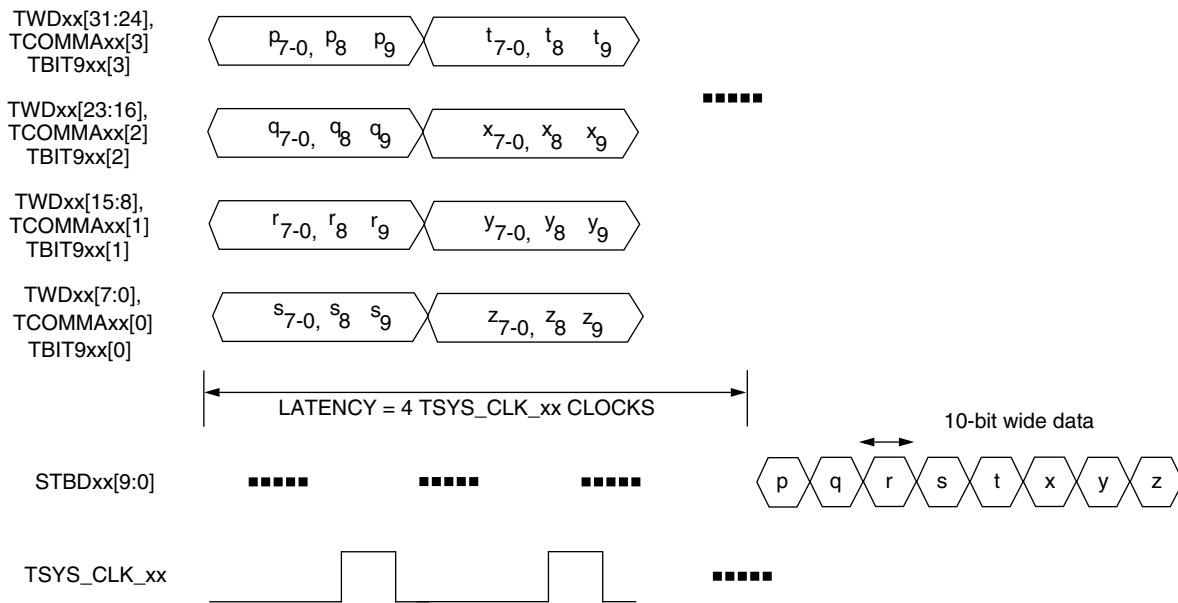 TWDxx[31:24],
TCOMMAxx[3]
TBIT9xx[3]
p7-0, p8 p9
t7-0, t8 t9
TWDxx[23:16],
TCOMMAxx[2]
TBIT9xx[2]
q7-0, q8 q9
x7-0, x8 x9
TWDxx[15:8],
TCOMMAxx[1]
TBIT9xx[1]
r7-0, r8 r9
y7-0, y8 y9
TWDxx[7:0],
TCOMMAxx[0]
TBIT9xx[0]
s7-0, s8 s9
z7-0, z8 z9
LATENCY = 4 TSYS_CLK_xx CLOCKS
10-bit wide data
STBDxx[9:0]
p q r s t x y z
TSYS_CLK_xx